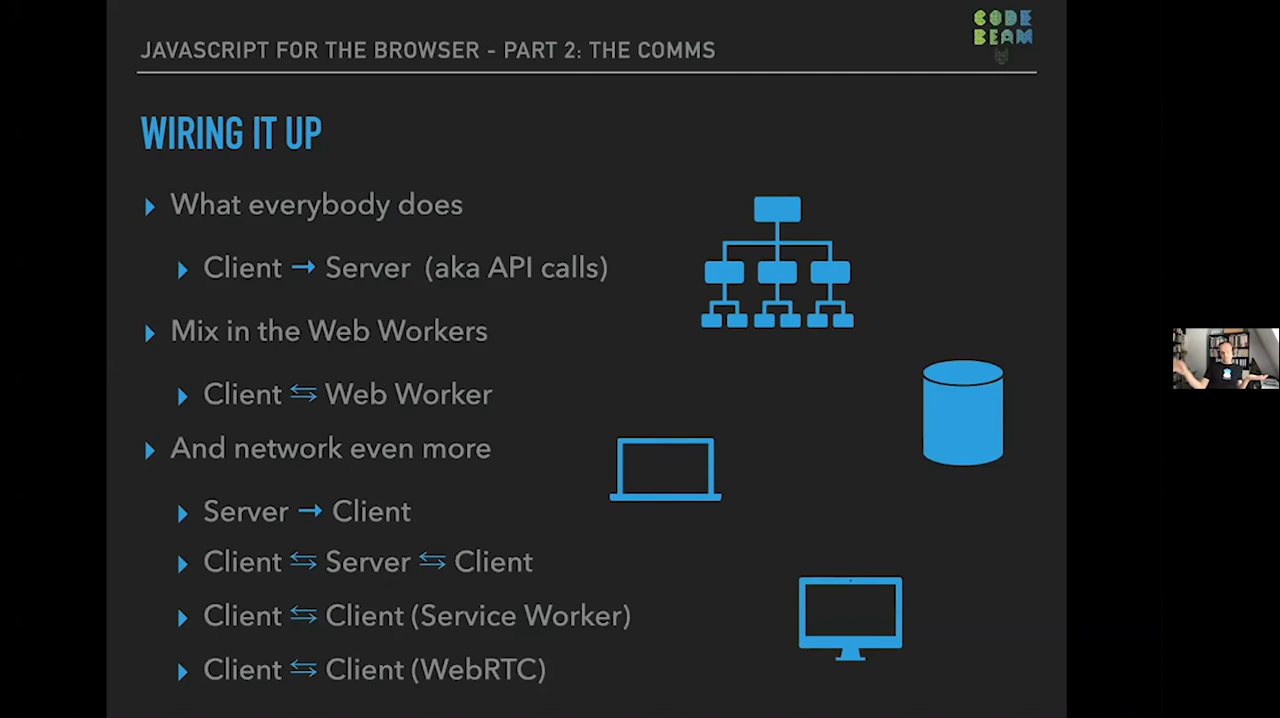 CODE
BEAM
JAVASCRIPT FOR THE BROWSER - PART 2: THE COMMS
WIRING IT UP
What everybody does
Client → Server (aka API calls)
Mix in the Web Workers
Client ⇆ Web Worker
And network even more
Server → Client
Client ⇆ Server ⇆ Client
Client ⇆ Client (Service Worker)
Client ⇆ Client (WebRTC)